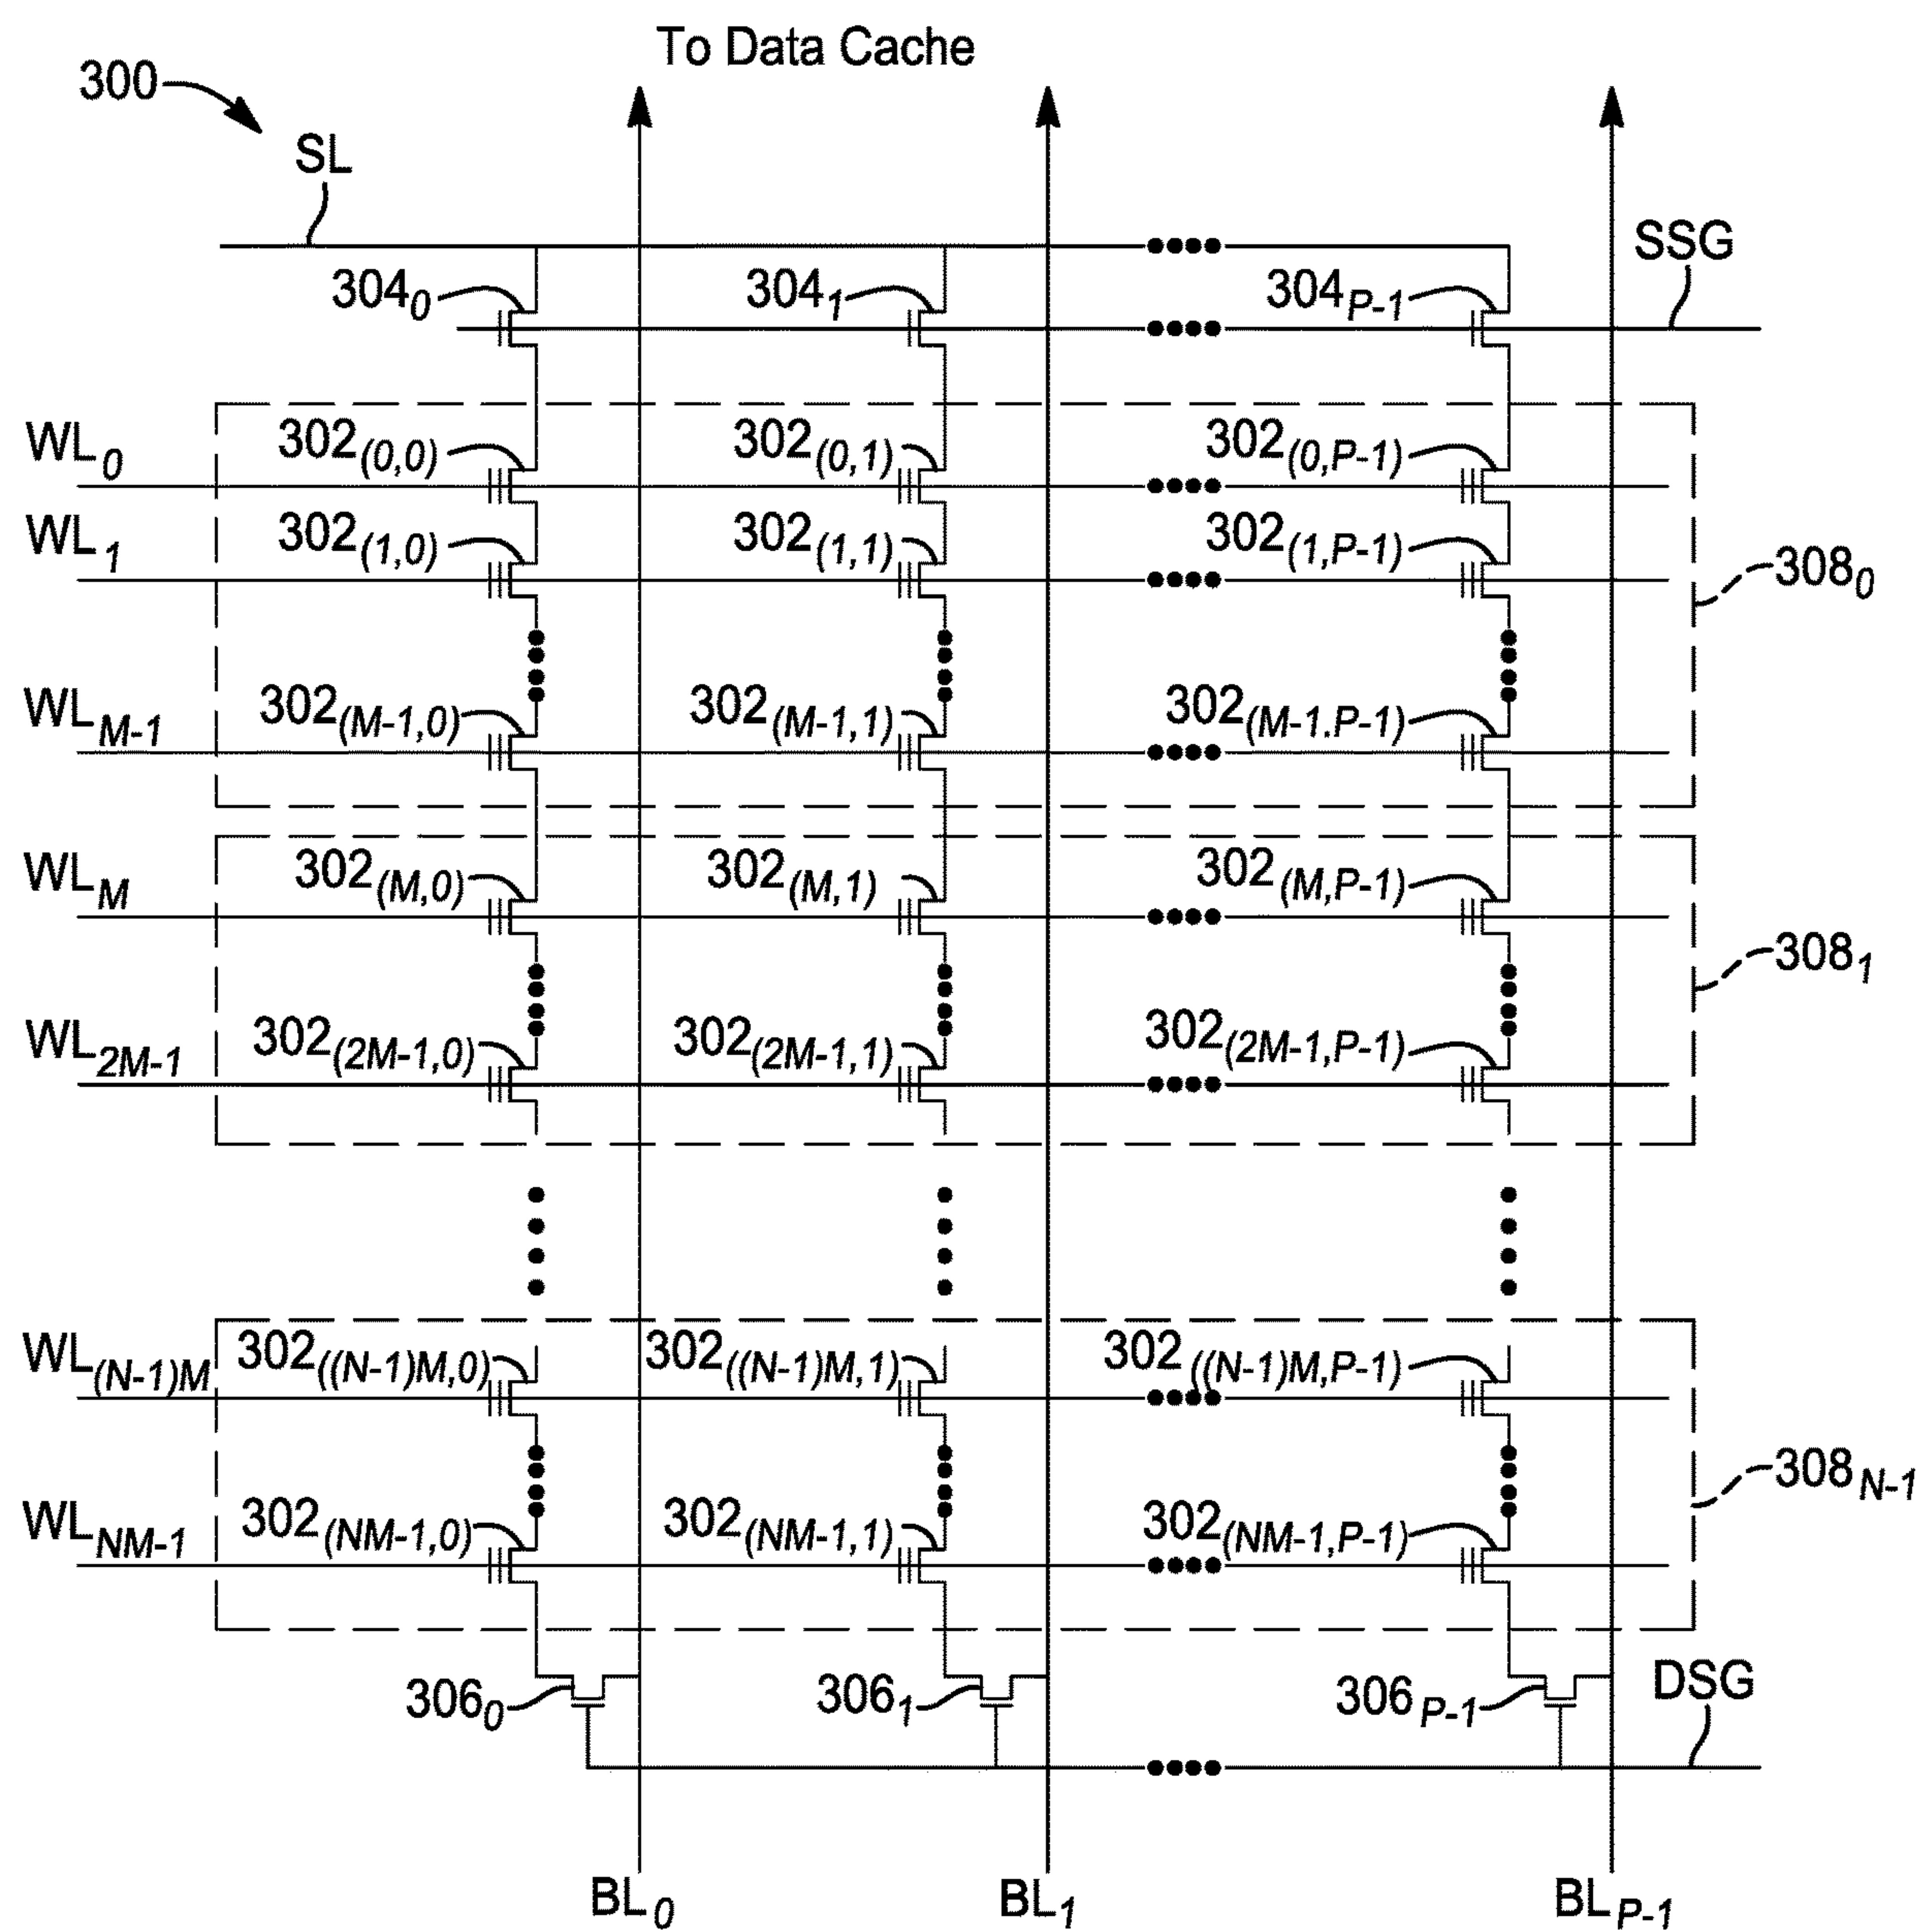 To Data Cache
300
SL
SSG
304₀ 304₁ 304P-1
WL₀ 302(0,0) 302(0,1) 302(0,P-1)
WL₁ 302(1,0) 302(1,1) 302(1,P-1)
308₀
WLM-1 302(M-1,0) 302(M-1,1) 302(M-1.P-1)
WLM 302(M,0) 302(M,1) 302(M,P-1)
308₁
WL2M-1 302(2M-1,0) 302(2M-1,1) 302(2M-1,P-1)
WL(N-1)M 302((N-1)M,0) 302((N-1)M,1) 302((N-1)M,P-1)
308N-1
WLNM-1 302(NM-1,0) 302(NM-1,1) 302(NM-1,P-1)
306₀ 306₁ 306P-1 DSG
BL₀ BL₁ BLP-1